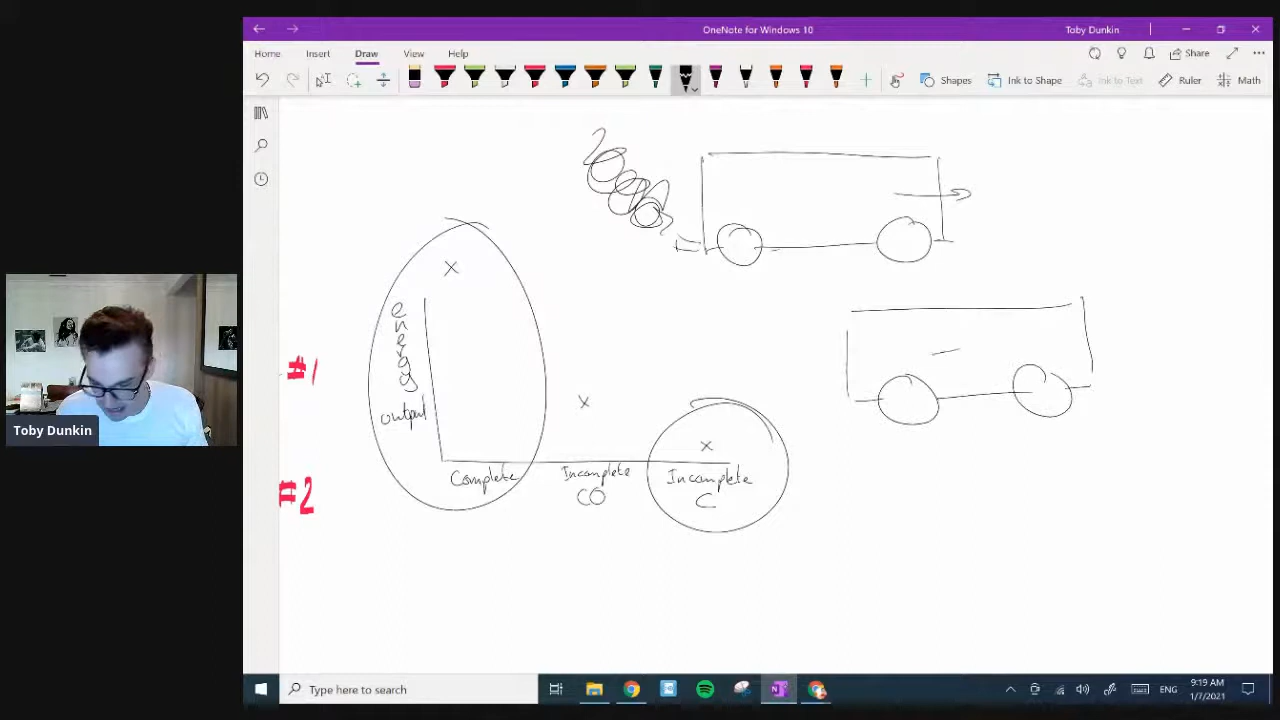 OneNote for Windows 10
Toby Dunkin
Home Insert Draw View Help
Share
Shapes
Ink to Shape
Ink to Text
Ruler
Math
energy
output
#1
#2
Complete
Incomplete
CO
Incomplete
C
Toby Dunkin
Type here to search
ENG
9:19 AM
1/7/2021